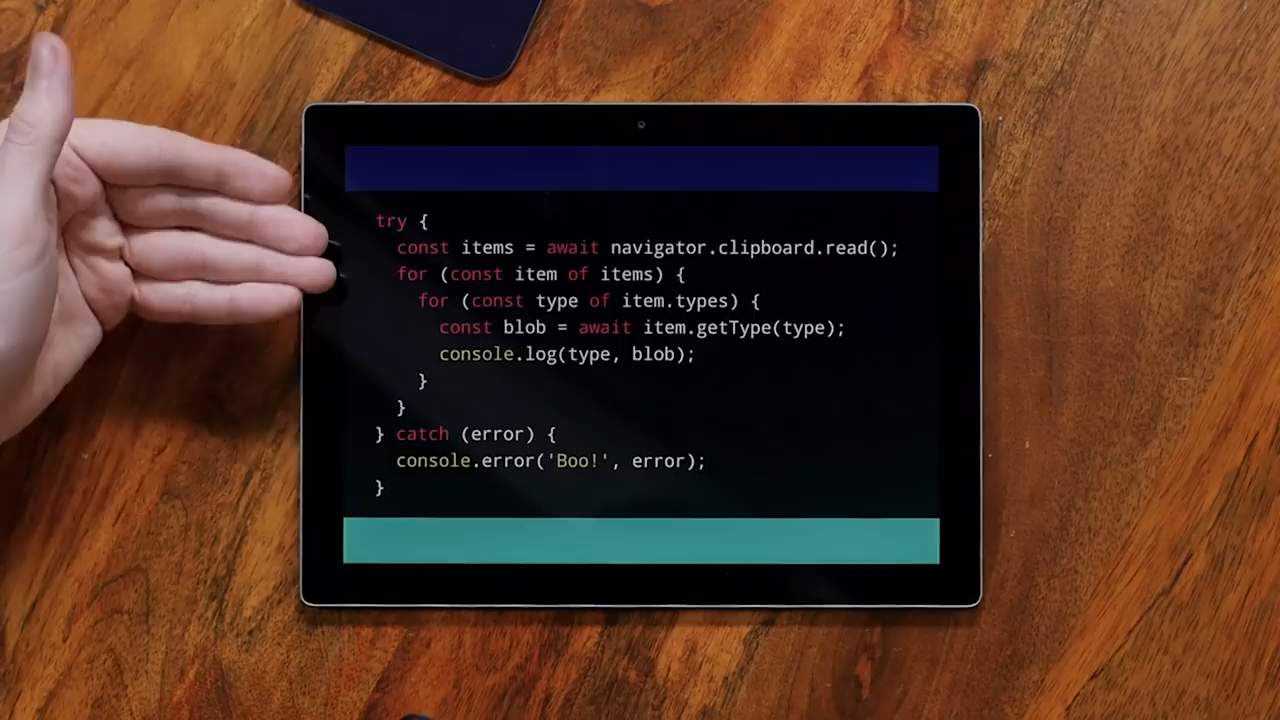 try {
const items = await navigator.clipboard.read();
for (const item of items) {
for (const type of item.types) {
const blob = await item.getType(type);
console.log(type, blob);
}
}
} catch (error) {
console.error('Boo!', error);
}